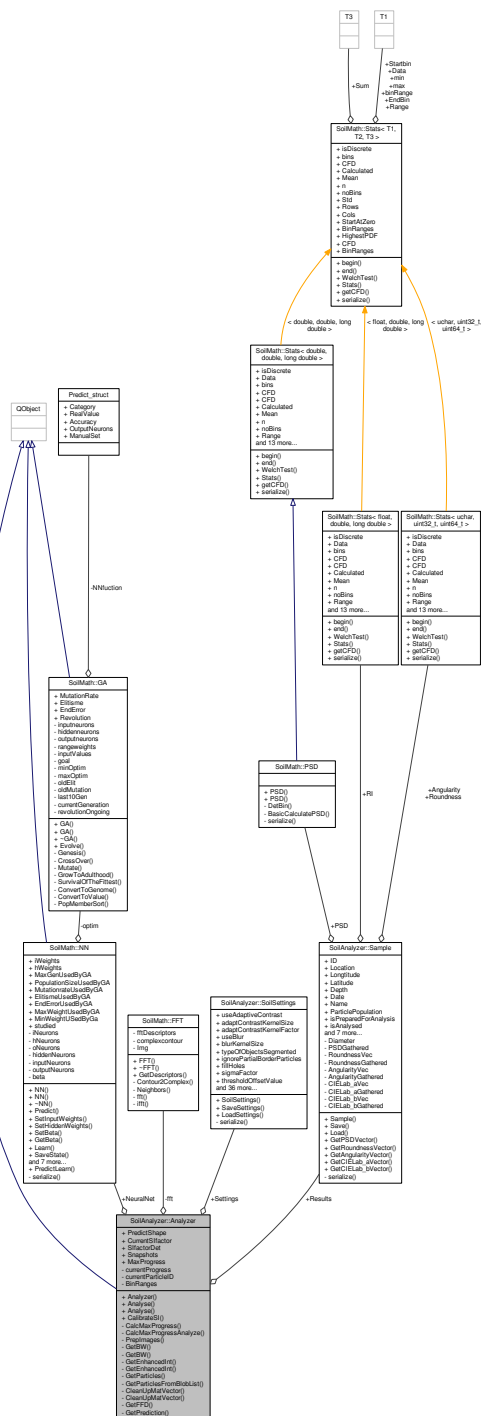 T3
T1
+Sum
+Startbin
+Data
+min
+max
+binRange
+EndBin
+Range
SoilMath::Stats< T1,
T2, T3 >
+ isDiscrete
+ bins
+ CFD
+ Calculated
+ Mean
+ n
+ noBins
+ Std
+ Rows
+ Cols
+ StartAtZero
+ BinRanges
+ HighestPDF
+ CFD
+ BinRanges
+ begin()
+ end()
+ WelchTest()
+ Stats()
+ getCFD()
+ serialize()
< double, double, long
double >
< float, double, long
double >
< uchar, uint32_t,
uint64_t >
SoilMath::Stats< double,
double, long double >
+ isDiscrete
+ Data
+ bins
+ CFD
+ CFD
+ Calculated
+ Mean
+ n
+ noBins
+ Range
and 13 more...
+ begin()
+ end()
+ WelchTest()
+ Stats()
+ getCFD()
+ serialize()
QObject
Predict_struct
+ Category
+ RealValue
+ Accuracy
+ OutputNeurons
+ ManualSet
SoilMath::Stats< float,
double, long double >
+ isDiscrete
+ Data
+ bins
+ CFD
+ CFD
+ Calculated
+ Mean
+ n
+ noBins
+ Range
and 13 more...
+ begin()
+ end()
+ WelchTest()
+ Stats()
+ getCFD()
+ serialize()
SoilMath::Stats< uchar,
uint32_t, uint64_t >
+ isDiscrete
+ Data
+ bins
+ CFD
+ CFD
+ Calculated
+ Mean
+ n
+ noBins
+ Range
and 13 more...
+ begin()
+ end()
+ WelchTest()
+ Stats()
+ getCFD()
+ serialize()
-NNfuction
SoilMath::GA
+ MutationRate
+ Elitisme
+ EndError
+ Revolution
- inputneurons
- hiddenneurons
- outputneurons
- rangeweights
- inputValues
- goal
- minOptim
- maxOptim
- oldElit
- oldMutation
- last10Gen
- currentGeneration
- revolutionOngoing
+ GA()
+ GA()
+ ~GA()
+ Evolve()
- Genesis()
- CrossOver()
- Mutate()
- GrowToAdulthood()
- SurvivalOfTheFittest()
- ConvertToGenome()
- ConvertToValue()
- PopMemberSort()
SoilMath::PSD
+ PSD()
+ PSD()
- DetBin()
- BasicCalculatePSD()
- serialize()
+RI
+Angularity
+Roundness
-optim
+PSD
SoilMath::NN
+ iWeights
+ hWeights
+ MaxGenUsedByGA
+ PopulationSizeUsedByGA
+ MutationrateUsedByGA
+ ElitismeUsedByGA
+ EndErrorUsedByGA
+ MaxWeightUsedByGA
+ MinWeightUSedByGa
+ studied
- iNeurons
- hNeurons
- oNeurons
- hiddenNeurons
- inputNeurons
- outputNeurons
- beta
+ NN()
+ NN()
+ ~NN()
+ Predict()
+ SetInputWeights()
+ SetHiddenWeights()
+ SetBeta()
+ GetBeta()
+ Learn()
+ SaveState()
and 7 more...
+ PredictLearn()
- serialize()
SoilMath::FFT
- fftDescriptors
- complexcontour
- Img
+ FFT()
+ ~FFT()
+ GetDescriptors()
- Contour2Complex()
- Neighbors()
- fft()
- ifft()
SoilAnalyzer::SoilSettings
+ useAdaptiveContrast
+ adaptContrastKernelSize
+ adaptContrastKernelFactor
+ useBlur
+ blurKernelSize
+ typeOfObjectsSegmented
+ ignorePartialBorderParticles
+ fillHoles
+ sigmaFactor
+ thresholdOffsetValue
and 36 more...
+ SoilSettings()
+ SaveSettings()
+ LoadSettings()
- serialize()
SoilAnalyzer::Sample
+ ID
+ Location
+ Longtitude
+ Latitude
+ Depth
+ Date
+ Name
+ ParticlePopulation
+ isPreparedForAnalysis
+ isAnalysed
and 7 more...
- Diameter
- PSDGathered
- RoundnessVec
- RoundnessGathered
- AngularityVec
- AngularityGathered
- CIELab_aVec
- CIELab_aGathered
- CIELab_bVec
- CIELab_bGathered
+ Sample()
+ Save()
+ Load()
+ GetPSDVector()
+ GetRoundnessVector()
+ GetAngularityVector()
+ GetCIELab_aVector()
+ GetCIELab_bVector()
- serialize()
+NeuralNet
-fft
+Settings
+Results
SoilAnalyzer::Analyzer
+ PredictShape
+ CurrentSIfactor
+ SIfactorDet
+ Snapshots
+ MaxProgress
- currentProgress
- currentParticleID
- BinRanges
+ Analyzer()
+ Analyse()
+ Analyse()
+ CalibrateSI()
- CalcMaxProgress()
- CalcMaxProgressAnalyze()
- PrepImages()
- GetBW()
- GetBW()
- GetEnhancedInt()
- GetEnhancedInt()
- GetParticles()
- GetParticlesFromBlobList()
- CleanUpMatVector()
- CleanUpMatVector()
- GetFFD()
- GetPrediction()